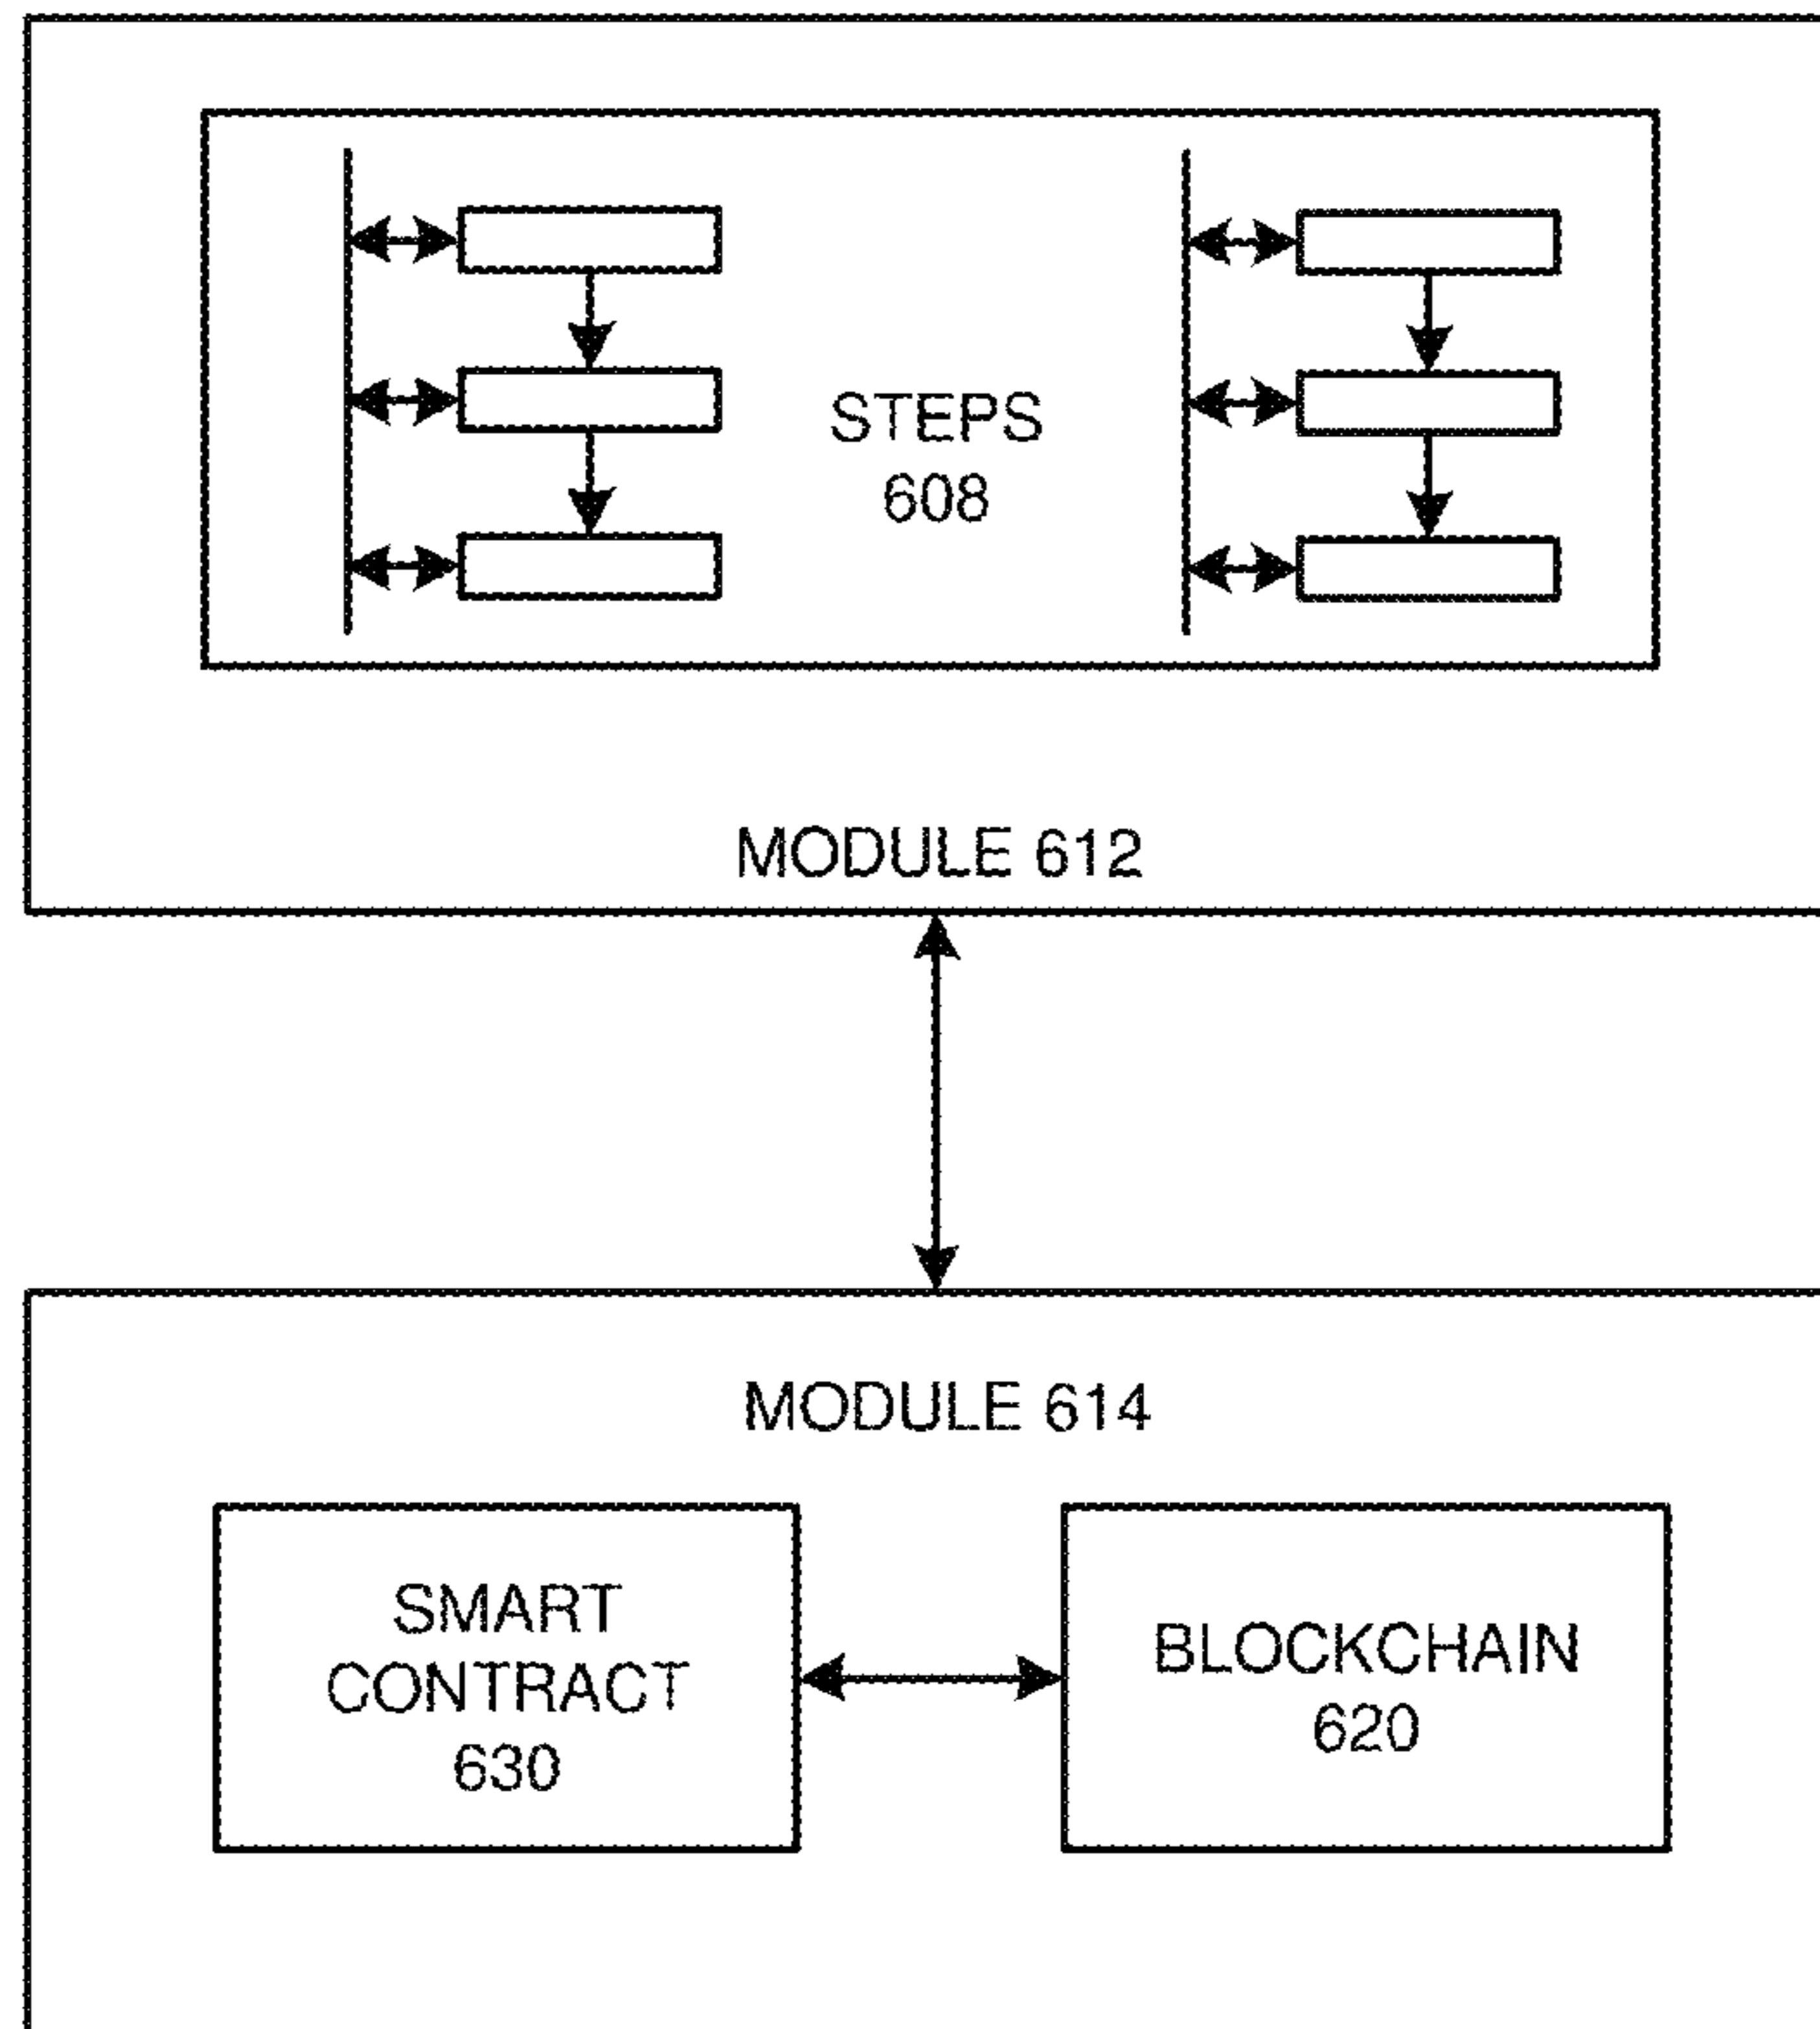 STEPS
608
MODULE 612
MODULE 614
SMART
CONTRACT
630
BLOCKCHAIN
620